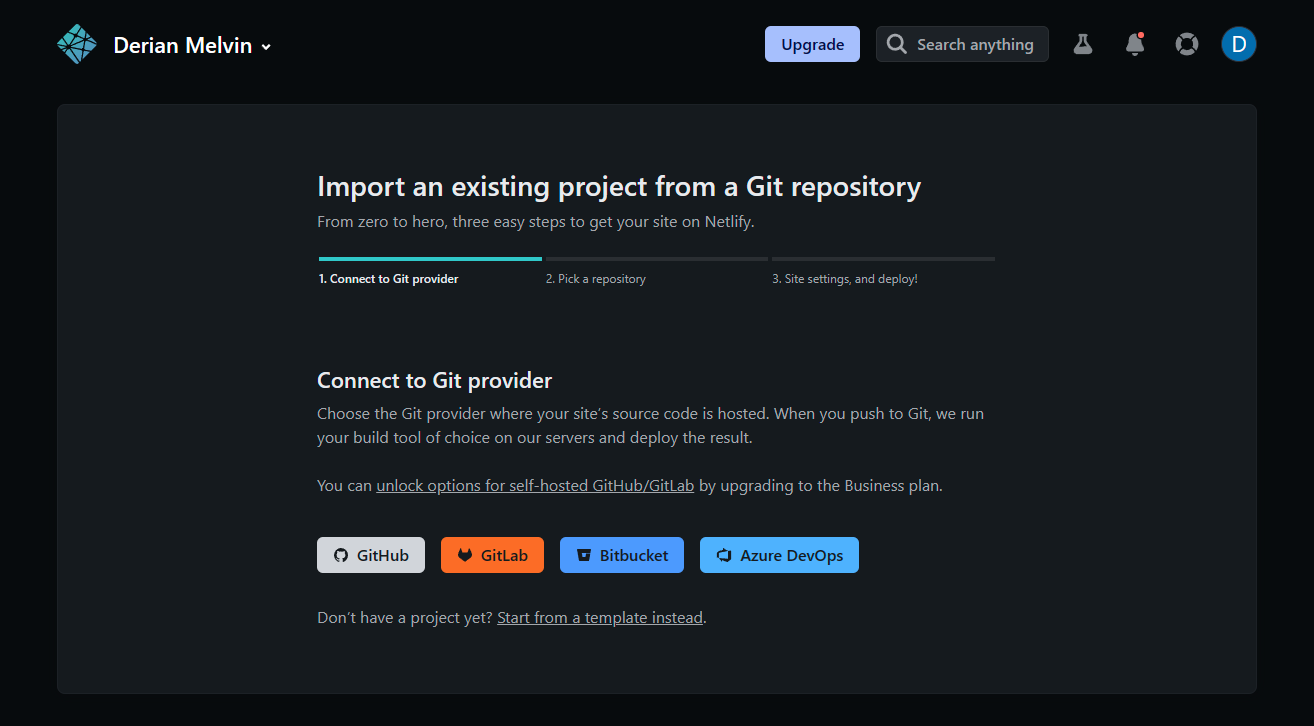 Derian Melvin
Upgrade
Search anything
D
Import an existing project from a Git repository
From zero to hero, three easy steps to get your site on Netlify.
1. Connect to Git provider
2. Pick a repository
3. Site settings, and deploy!
Connect to Git provider
Choose the Git provider where your site’s source code is hosted. When you push to Git, we run
your build tool of choice on our servers and deploy the result.
You can unlock options for self-hosted GitHub/GitLab by upgrading to the Business plan.
GitHub
GitLab
Bitbucket
Azure DevOps
Don’t have a project yet? Start from a template instead.